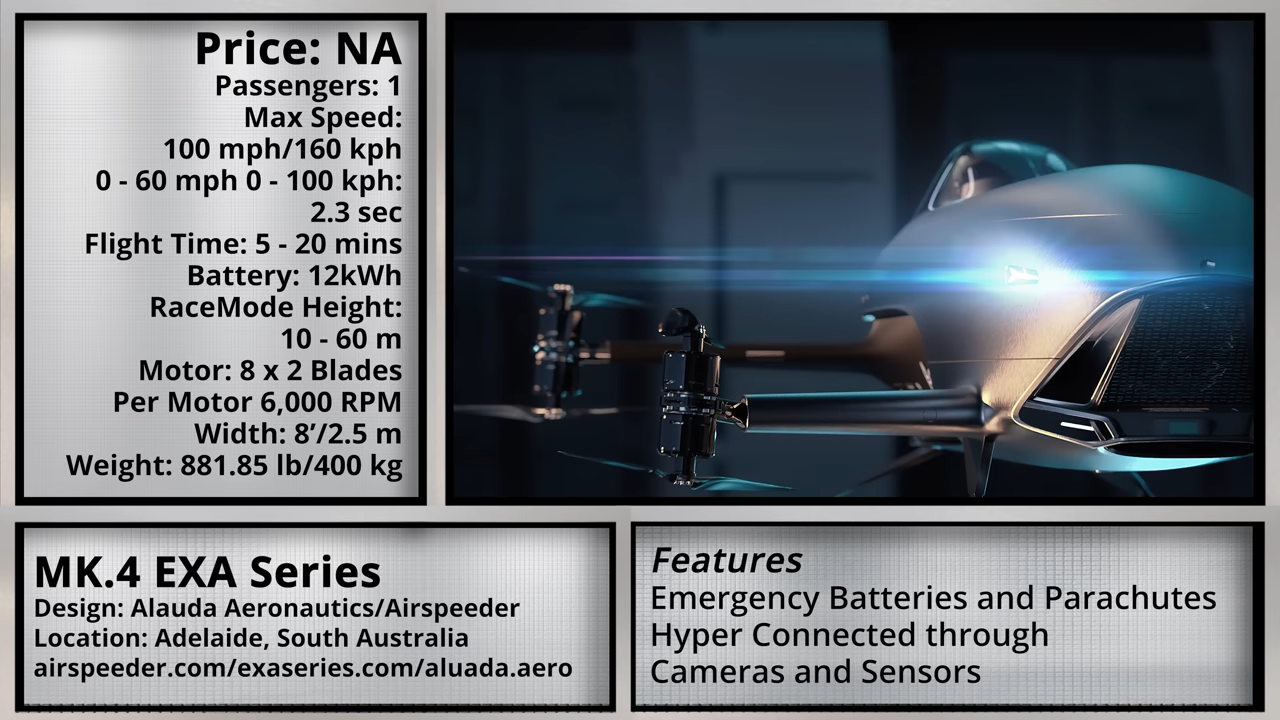 Price: NA
Passengers: 1
Max Speed:
100 mph/160 kph
0 - 60 mph 0 - 100 kph:
2.3 sec
Flight Time: 5 - 20 mins
Battery: 12kWh
RaceMode Height:
10 - 60 m
Motor: 8 x 2 Blades
Per Motor 6,000 RPM
Width: 8’/2.5 m
Weight: 881.85 lb/400 kg
MK.4 EXA Series
Design: Alauda Aeronautics/Airspeeder
Location: Adelaide, South Australia
airspeeder.com/exaseries.com/aluada.aero
Features
Emergency Batteries and Parachutes
Hyper Connected through
Cameras and Sensors